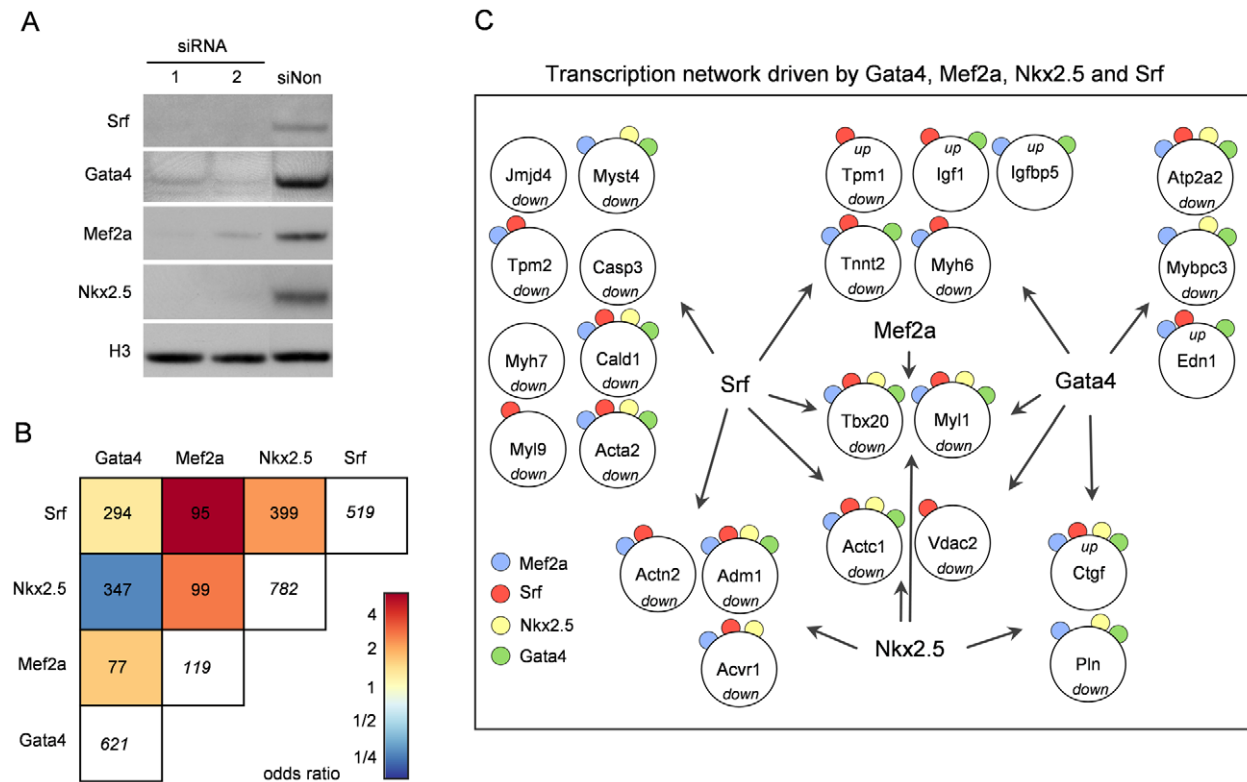 A
siRNA
1 2 siNon
Srf
Gata4
Mef2a
Nkx2.5
H3
B
Gata4 Mef2a Nkx2.5 Srf
Srf 294 95 399 519
Nkx2.5 347 99 782
Mef2a 77 119
Gata4 621
4
2
1
1/2
1/4
odds ratio
C
Transcription network driven by Gata4, Mef2a, Nkx2.5 and Srf
Jmjd4
down
Myst4
down
Tpm2
down
Casp3
down
Myh7
down
Cald1
down
Myl9
down
Acta2
down
up
Tpm1
down
up
Igf1
down
up
Igfbp5
Tnnt2
down
Myh6
down
Atp2a2
down
Mybpc3
down
up
Edn1
Mef2a
Srf
Gata4
Tbx20
down
Myl1
down
Actn2
down
Adm1
down
Acvr1
down
Actc1
down
Vdac2
down
up
Ctgf
Pln
down
Nkx2.5
Mef2a
Srf
Nkx2.5
Gata4